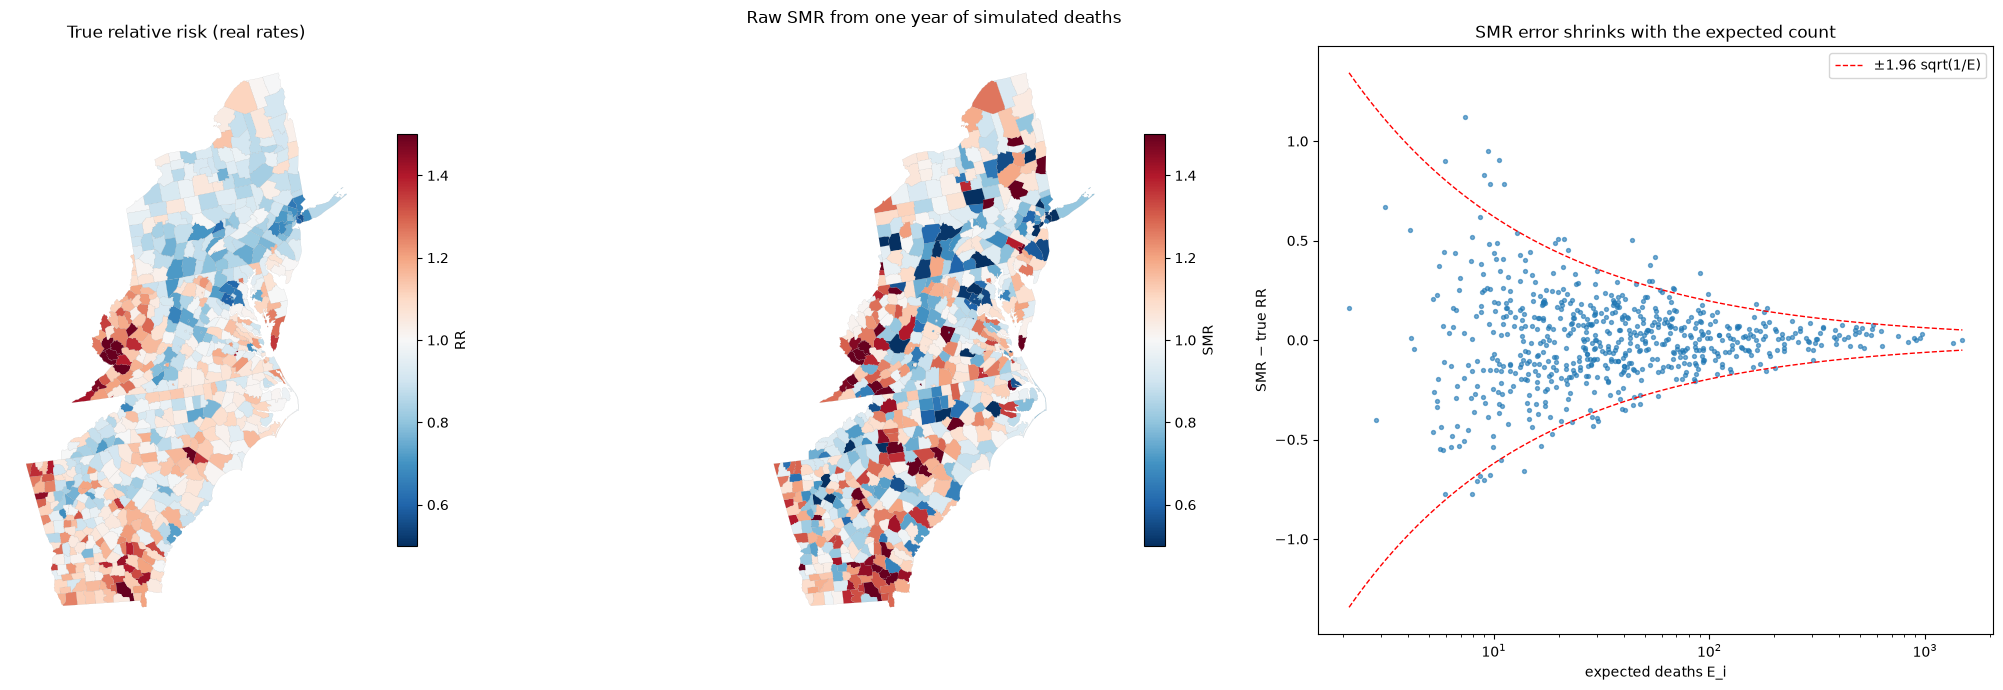 True relative risk (real rates)
1.4
1.2
1.0
0.8
0.6
RR
Raw SMR from one year of simulated deaths
1.4
1.2
1.0
0.8
0.6
SMR
SMR error shrinks with the expected count
±1.96 sqrt(1/E)
1.0
0.5
0.0
−0.5
−1.0
SMR − true RR
10¹
10²
10³
expected deaths E_i